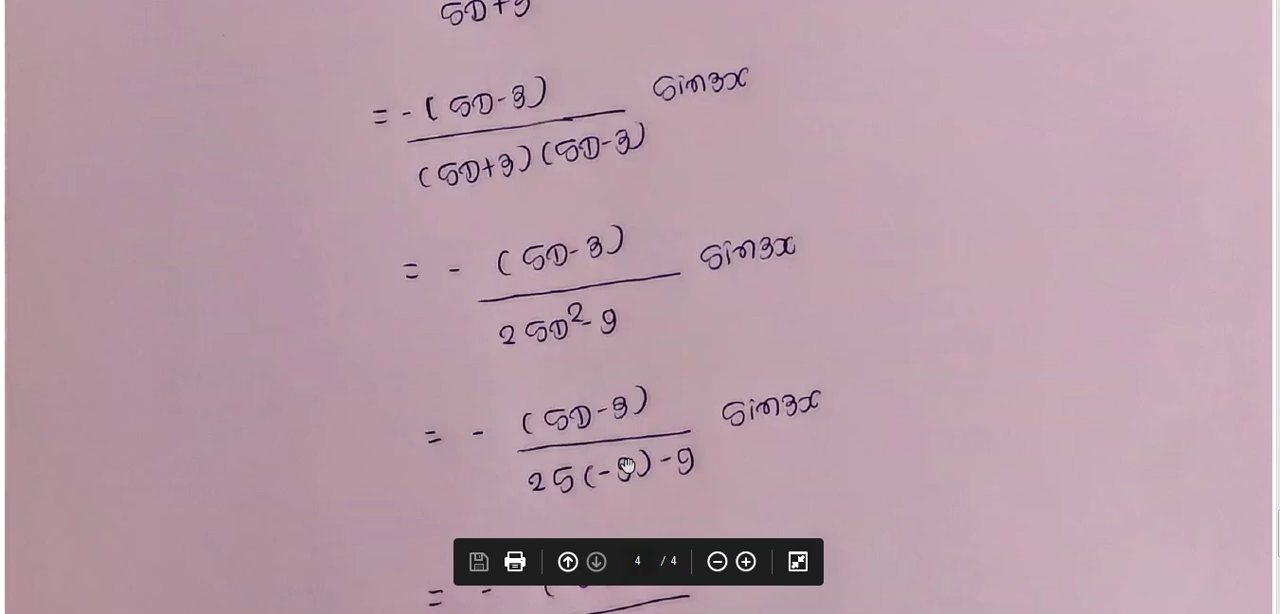 5D+3
= - (5D-3) / (5D+3)(5D-3) Sin3x
= - (5D-3) / 25D²-9 Sin3x
= - (5D-3) / 25(-9)-9 Sin3x
4 / 4
= - (